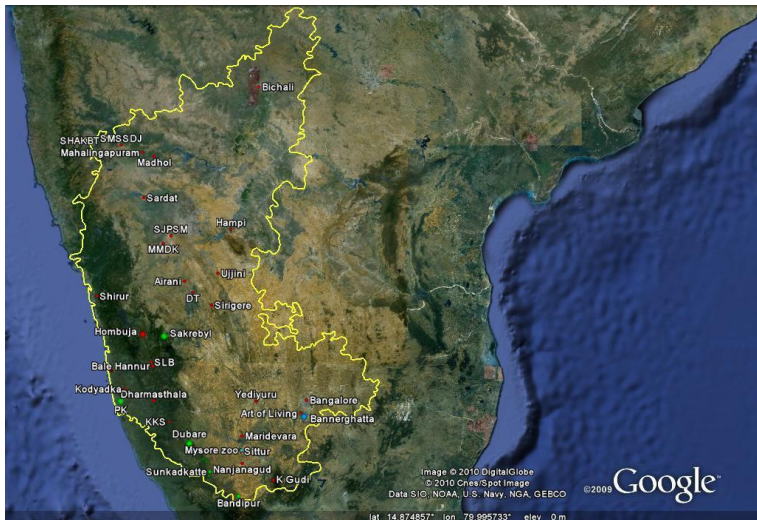 Bichali
SHAKBT SMSSDJ
Mahalingapuram
Madhol
Sardat
Hampi
SJPSM
MMDK
Ujjini
Airani
DT
Shirur
Sirigere
Hombuja
Sakrebyl
SLB
Bale Hannur
Kodyadka
Dharmasthala
PK
Yediyuru
Bangalore
Art of Living
Bannerghatta
KKS
Dubare
Maridevara
Mysore zoo
Sittur
Sunkadkatte
Nanjanagud
K Gudi
Bandipur
Image © 2010 DigitalGlobe
© 2010 Cnes/Spot Image
Data SIO, NOAA, U.S. Navy, NGA, GEBCO
©2009 Google™
lat 14.874857° lon 79.995733° elev 0 m